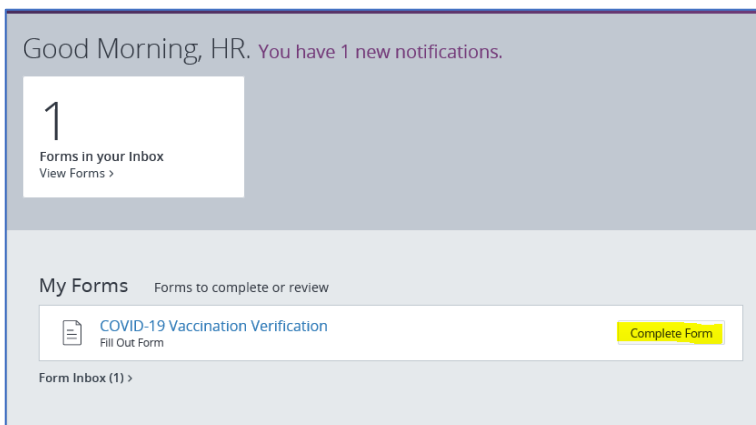 Good Morning, HR. You have 1 new notifications.
1
Forms in your Inbox
View Forms >
My Forms Forms to complete or review
COVID-19 Vaccination Verification
Fill Out Form
Complete Form
Form Inbox (1) >